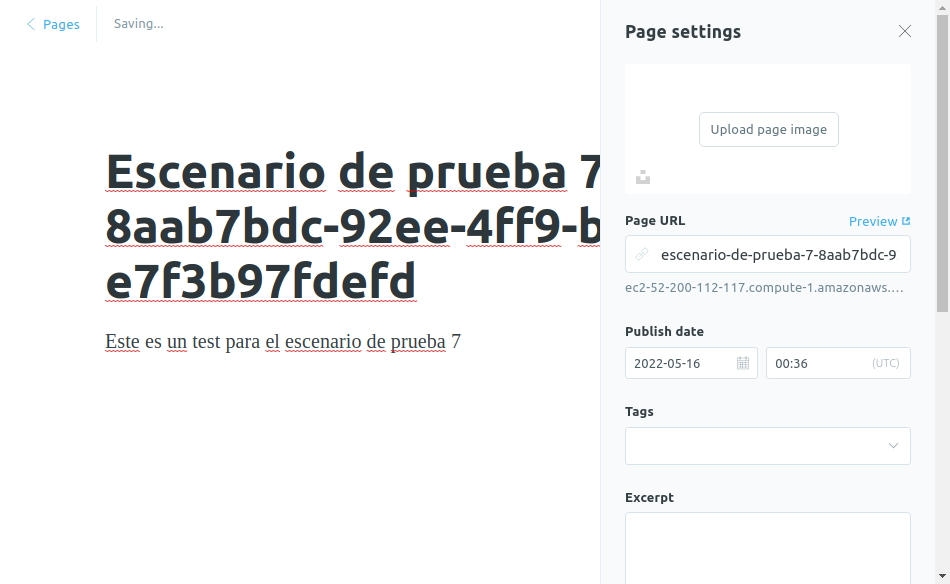 Pages
Saving...
Escenario de prueba 7
8aab7bdc-92ee-4ff9-b
e7f3b97fdefd
Este es un test para el escenario de prueba 7
Page settings
Upload page image
Page URL
Preview
escenario-de-prueba-7-8aab7bdc-9
ec2-52-200-112-117.compute-1.amazonaws....
Publish date
2022-05-16
00:36
(UTC)
Tags
Excerpt